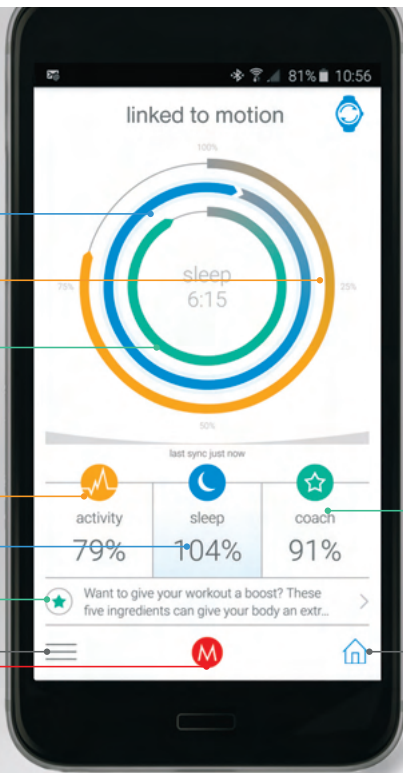 81% 10:56
linked to motion
100%
sleep
6:15
75%
25%
50%
last sync just now
activity
sleep
coach
79%
104%
91%
Want to give your workout a boost? These
five ingredients can give your body an extr...
M